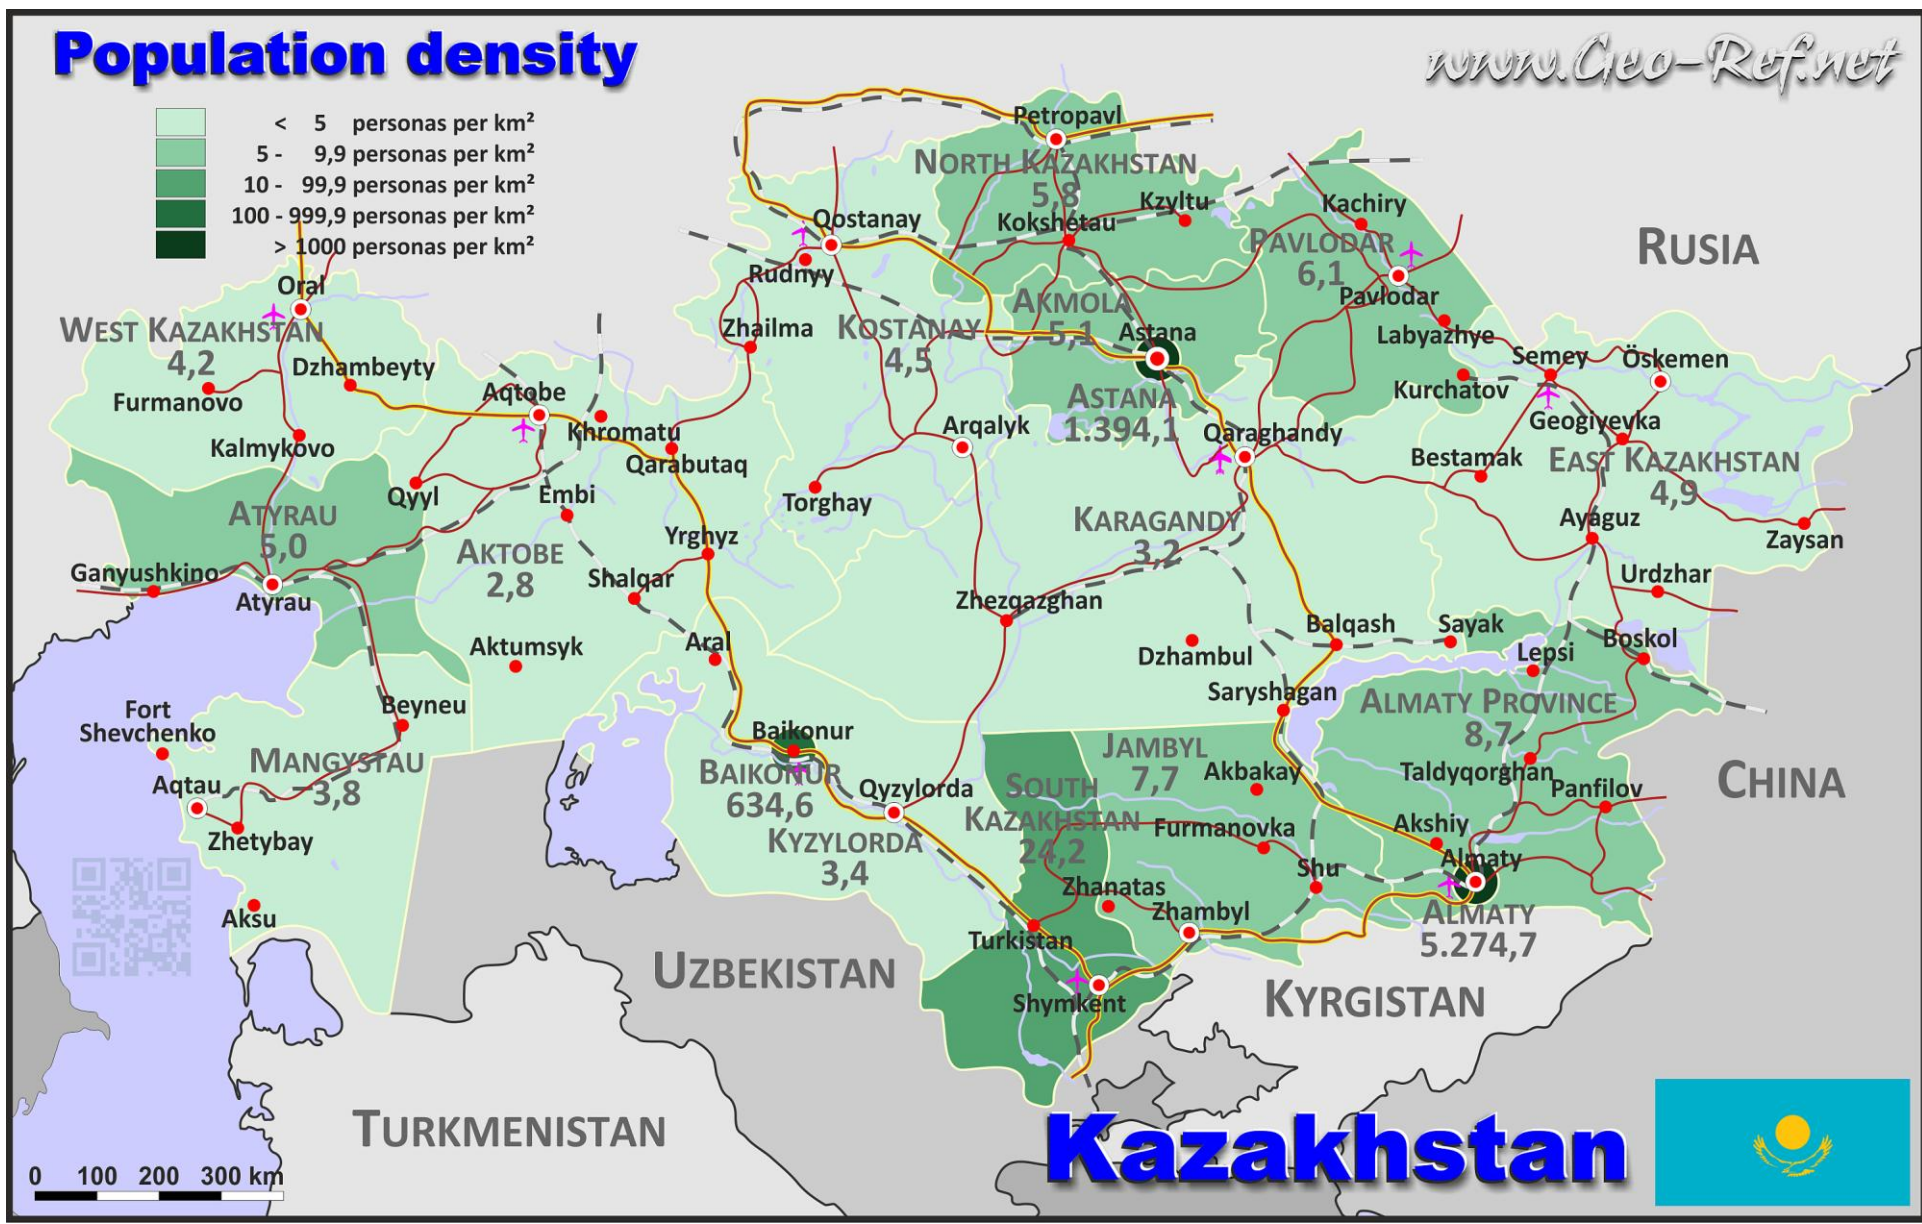 Population density
www.Geo-Ref.net
< 5 personas per km²
5 - 9,9 personas per km²
10 - 99,9 personas per km²
100 - 999,9 personas per km²
> 1000 personas per km²
Petropavl
NORTH KAZAKHSTAN
5,8
Kzyltu
Kokshetau
Kachiry
PAVLODAR
6,1
Pavlodar
RUSIA
Qostanay
Rudnyy
Oral
WEST KAZAKHSTAN
4,2
Dzhambeyty
Furmanovo
Kalmykovo
Zhailma
KOSTANAY
4,5
AKMOLA
5,1
Astana
ASTANA
1.394,1
Labyazhye
Semey
Öskemen
Kurchatov
Geogiyevka
Aqtobe
Khromatu
Qarabutaq
Arqalyk
Qaraghandy
Bestamak
EAST KAZAKHSTAN
4,9
Qyyl
Embi
Torghay
ATYRAU
5,0
AKTOBE
2,8
Yrghyz
KARAGANDY
3,2
Ayaguz
Zaysan
Ganyushkino
Atyrau
Shalqar
Zhezqazghan
Urdzhar
Aktumsyk
Aral
Dzhambul
Balqash
Sayak
Lepsi
Boskol
Saryshagan
ALMATY PROVINCE
8,7
Fort
Shevchenko
Beyneu
MANGYSTAU
3,8
Aqtau
Zhetybay
Aksu
Baikonur
BAIKONUR
634,6
Qyzylorda
KYZYLORDA
3,4
JAMBYL
7,7
Akbakay
SOUTH
KAZAKHSTAN
24,2
Furmanovka
Taldyqorghan
Panfilov
CHINA
Akshiy
Almaty
ALMATY
5.274,7
Shu
Zhanatas
Zhambyl
Turkistan
Shymkent
UZBEKISTAN
KYRGISTAN
TURKMENISTAN
Kazakhstan
0 100 200 300 km